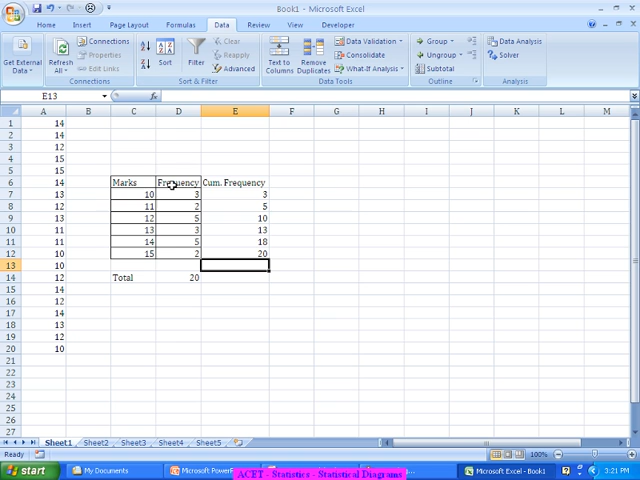 Book1 - Microsoft Excel
Home Insert Page Layout Formulas Data Review View Developer
Get External Data Refresh All Connections Properties Edit Links Sort Filter Clear Reapply Advanced Text to Columns Remove Duplicates Data Validation Consolidate What-If Analysis Group Ungroup Subtotal Data Analysis Solver
Connections Sort & Filter Data Tools Outline Analysis
E13 fx
A B C D E F G H I J K L M
1 14
2 14
3 12
4 15
5 15
6 14 Marks Frequency Cum. Frequency
7 13 10 3 3
8 12 11 2 5
9 13 12 5 10
10 11 13 3 13
11 11 14 5 18
12 10 15 2 20
13 10
14 12 Total 20
15 14
16 12
17 14
18 13
19 12
20 10
21
22
23
24
25
26
27
Sheet1 Sheet2 Sheet3 Sheet4 Sheet5
Ready 100%
start My Documents Microsoft Power Microsoft Excel - Book1 3:21 PM
ACET - Statistics - Statistical Diagrams